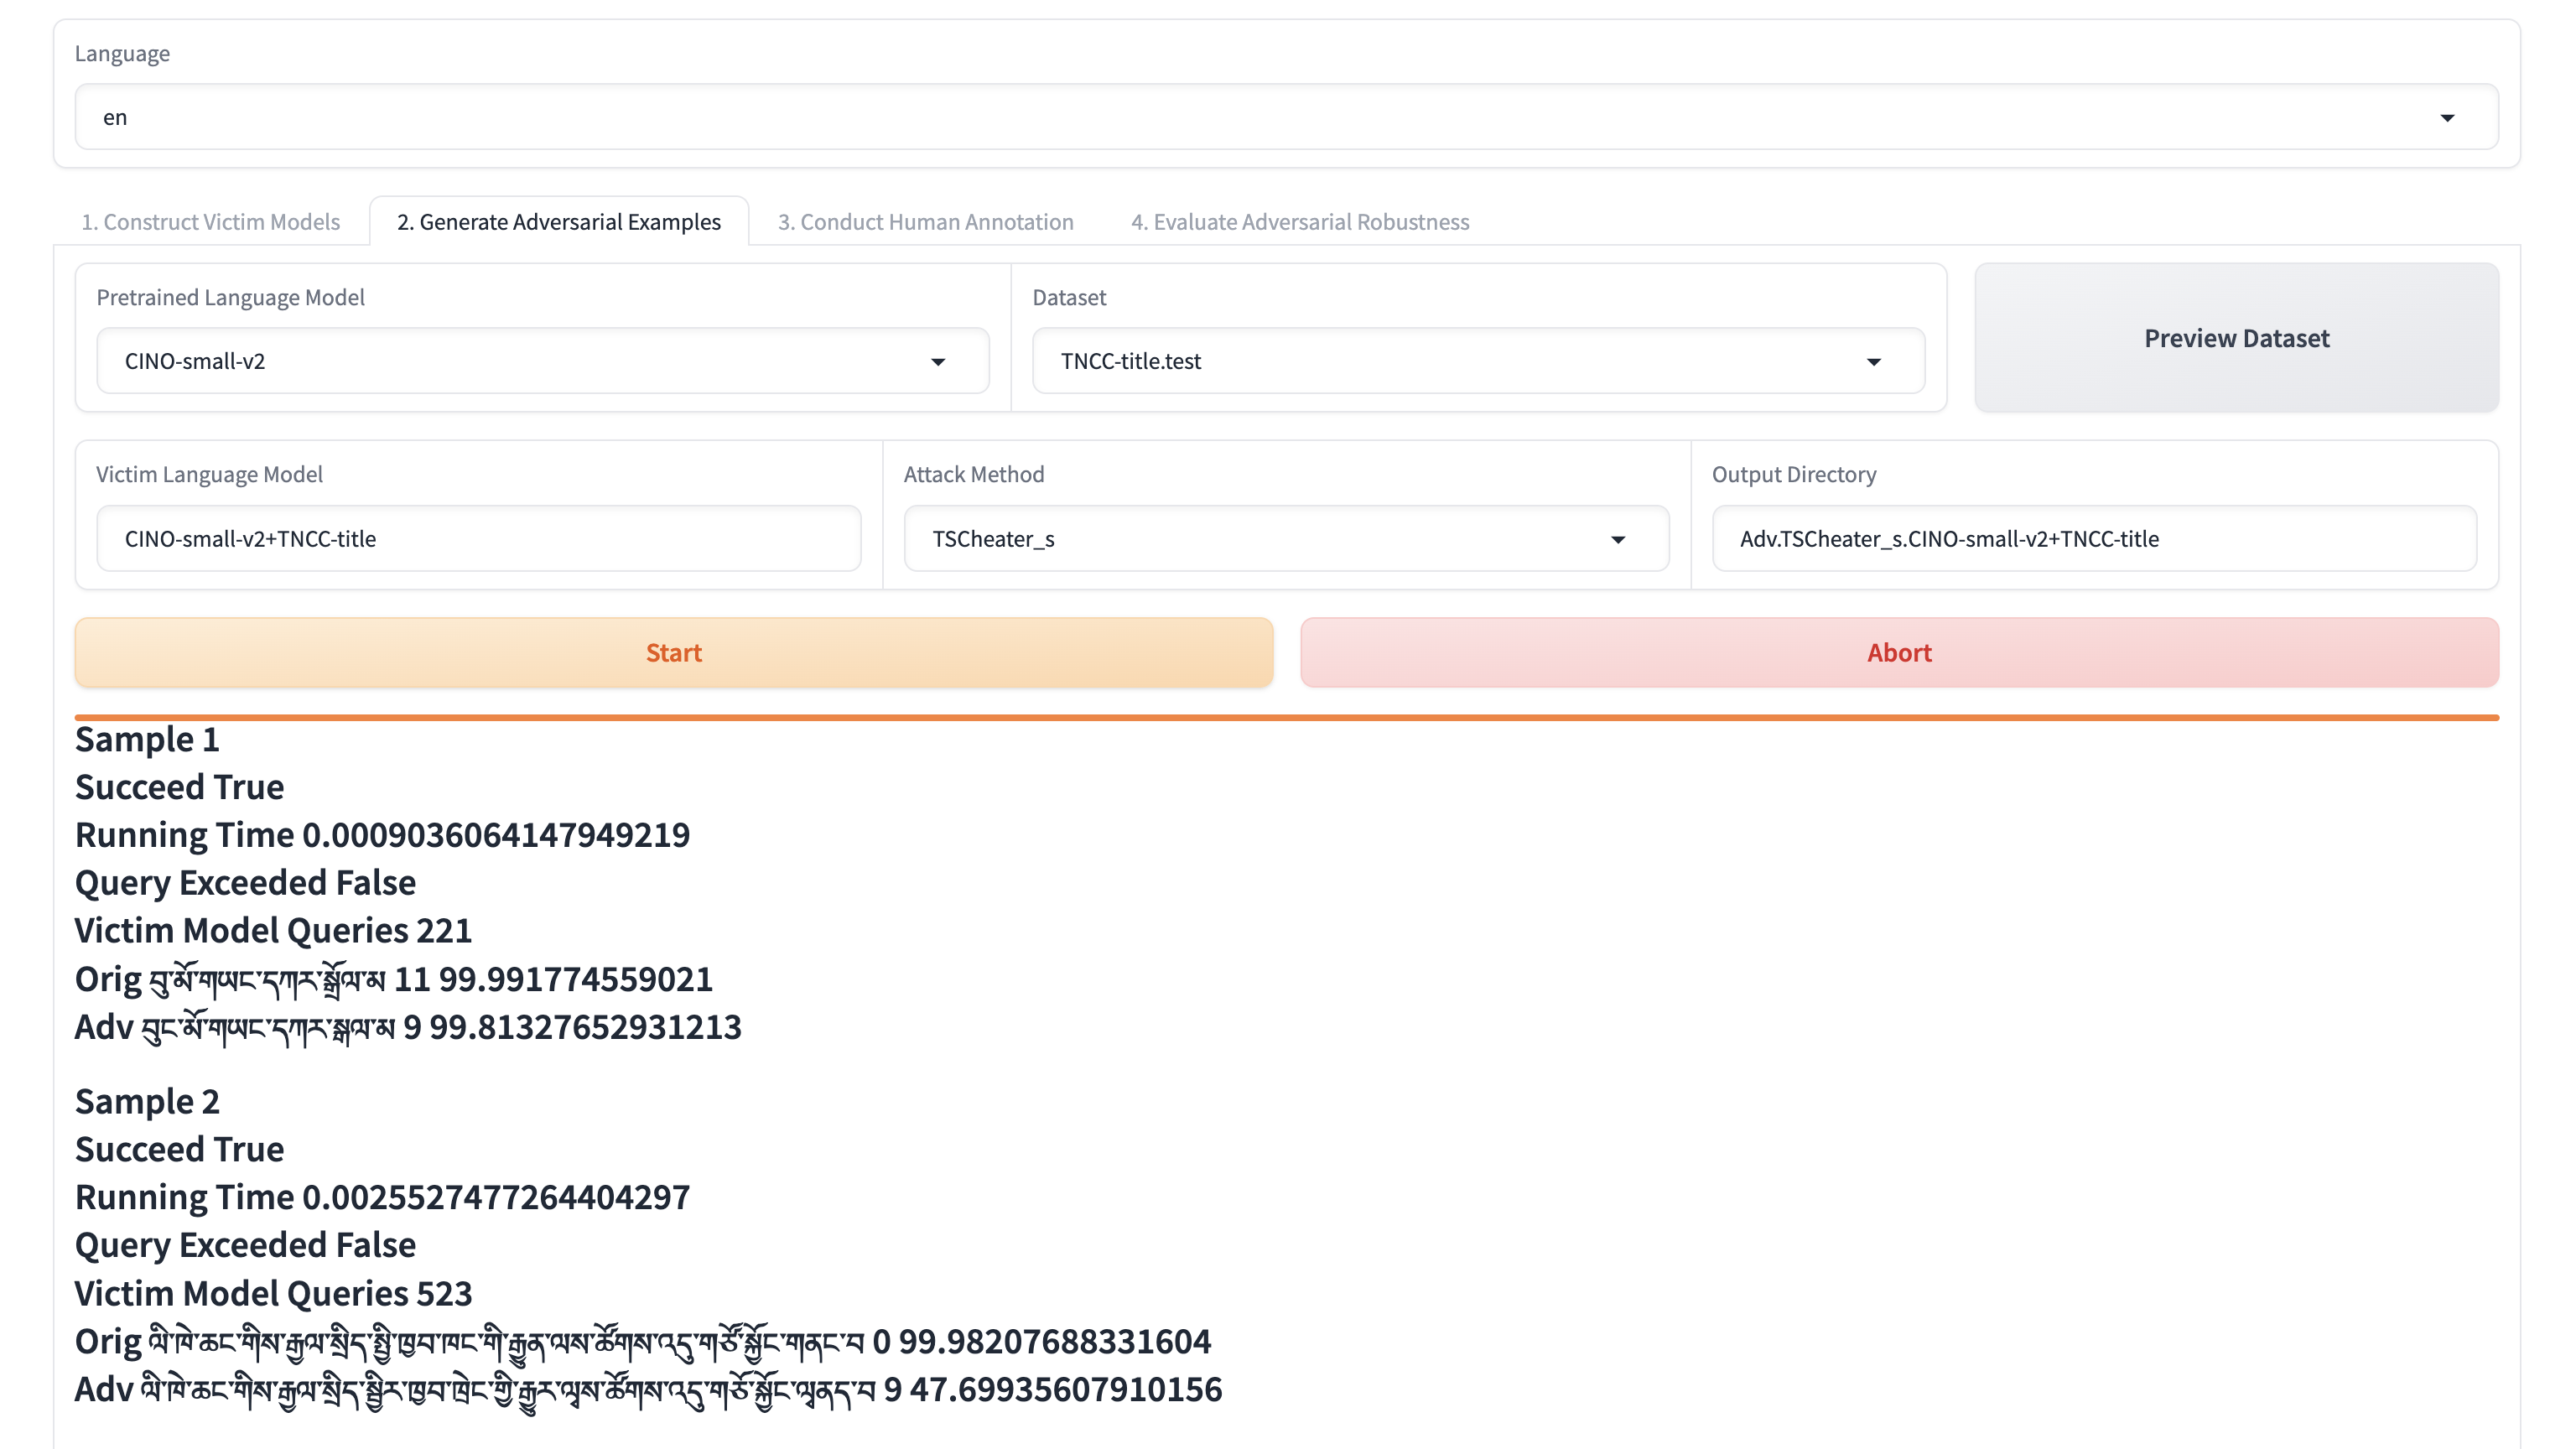 Language
en
1. Construct Victim Models
2. Generate Adversarial Examples
3. Conduct Human Annotation
4. Evaluate Adversarial Robustness
Pretrained Language Model
CINO-small-v2
Dataset
TNCC-title.test
Preview Dataset
Victim Language Model
CINO-small-v2+TNCC-title
Attack Method
TSCheater_s
Output Directory
Adv.TSCheater_s.CINO-small-v2+TNCC-title
Start
Abort
Sample 1
Succeed True
Running Time 0.0009036064147949219
Query Exceeded False
Victim Model Queries 221
Orig བུ་མོ་གཡང་དཀར་སྒྲོལ་མ 11 99.991774559021
Adv བུང་མོ་གཡང་དཀར་སྒྲལ་མ 9 99.81327652931213
Sample 2
Succeed True
Running Time 0.0025527477264404297
Query Exceeded False
Victim Model Queries 523
Orig ལི་ཁེ་ཆང་གིས་རྒྱལ་སྲིད་སྤྱི་ཁྱབ་ཁང་གི་རྒྱུན་ལས་ཚོགས་འདུ་གཙོ་སྐྱོང་གནང་བ 0 99.98207688331604
Adv ལི་ཁེ་ཆང་གིས་རྒྱལ་སྲིད་སྦྱིར་ཁྱབ་ཁྲེང་གྱི་རྒྱུར་ལྭས་ཚོགས་འདུ་གཙོ་སྐྱོང་ལྭནད་བ 9 47.69935607910156